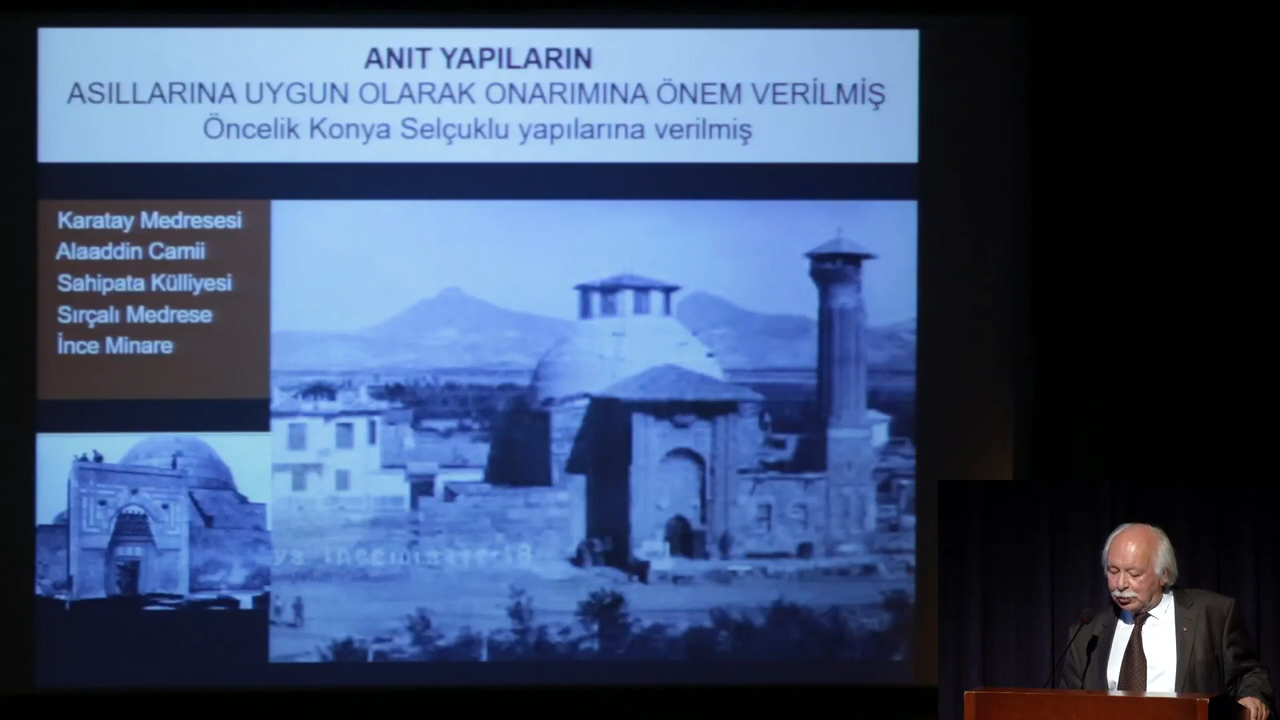 ANIT YAPILARIN
ASILLARINA UYGUN OLARAK ONARIMINA ÖNEM VERİLMİŞ
Öncelik Konya Selçuklu yapılarına verilmiş
Karatay Medresesi
Alaaddin Camii
Sahipata Külliyesi
Sırçalı Medrese
İnce Minare